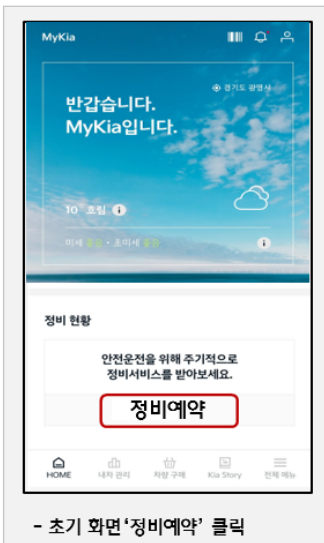 MyKia
경기도 광명시
반갑습니다.
MyKia입니다.
10° 흐림
미세 좋음 • 초미세 좋음
정비 현황
안전운전을 위해 주기적으로
정비서비스를 받아보세요.
정비예약
HOME 내차 관리 차량 구매 Kia Story 전체 메뉴
- 초기 화면‘정비예약’ 클릭